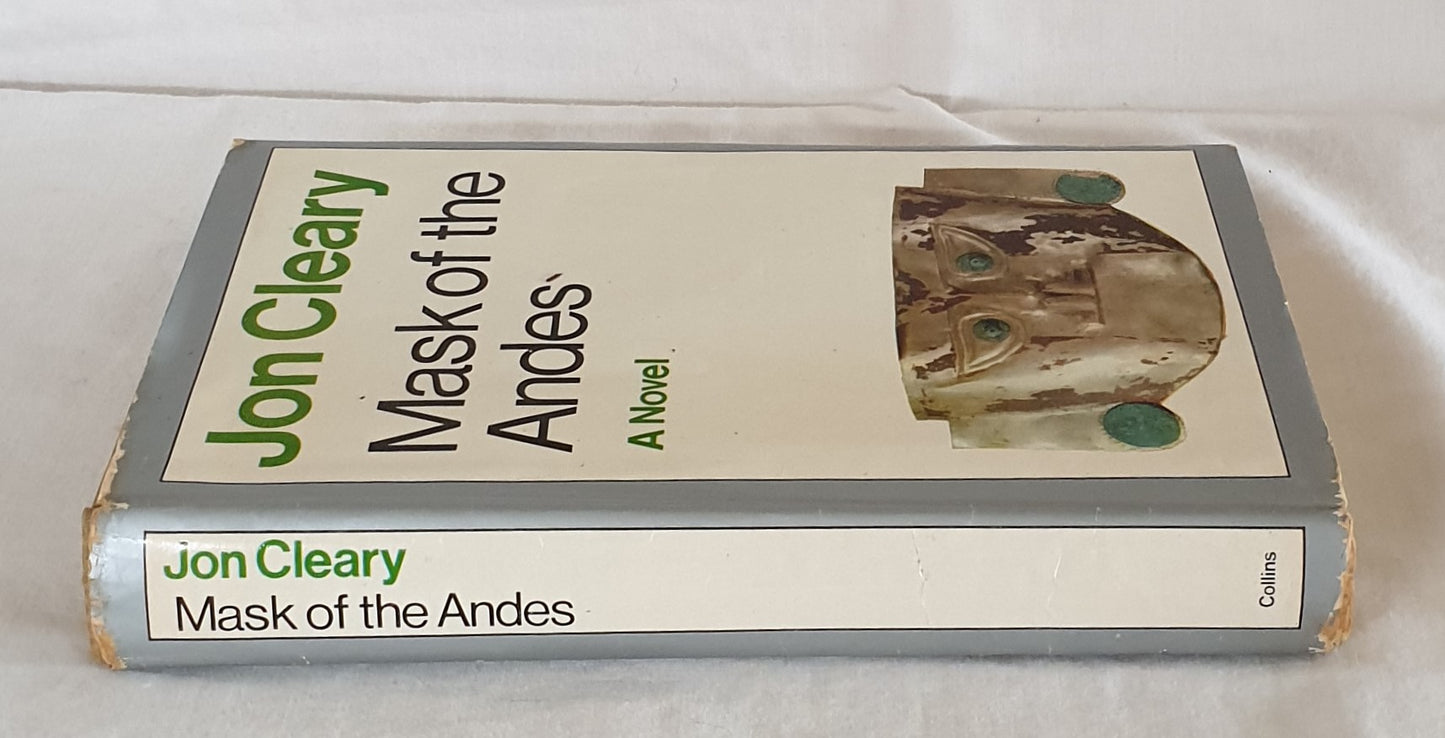 Jon Cleary
Mask of the
Andes
A Novel
Jon Cleary
Mask of the Andes
Collins